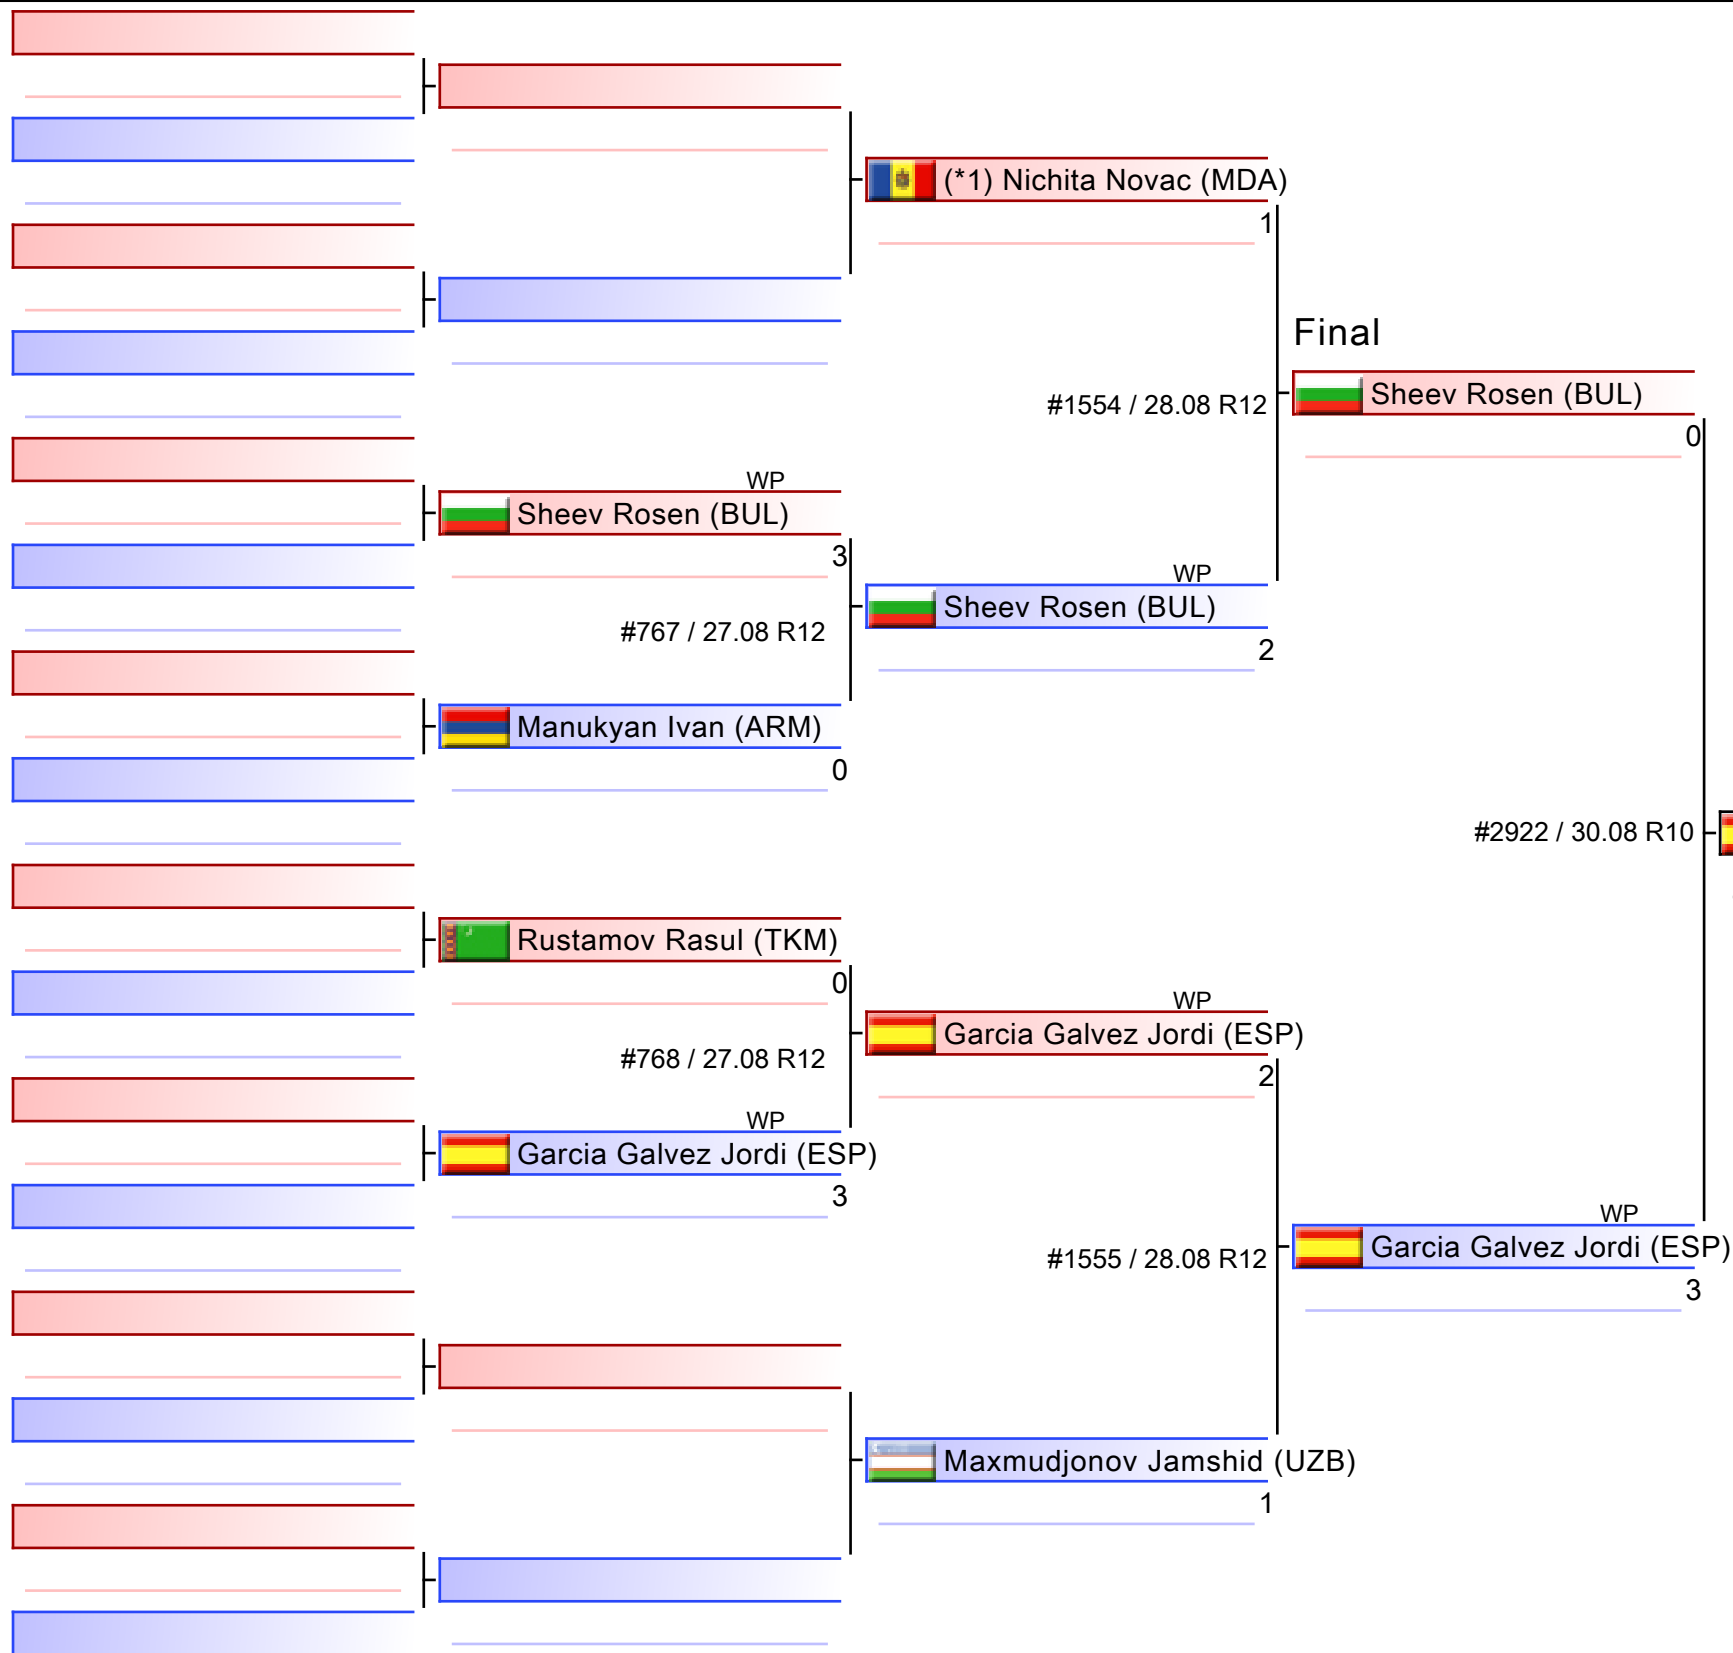 (*1) Nichita Novac (MDA)
1
Final
#1554 / 28.08 R12
Sheev Rosen (BUL)
0
WP
Sheev Rosen (BUL)
3
WP
Sheev Rosen (BUL)
2
#767 / 27.08 R12
Manukyan Ivan (ARM)
0
#2922 / 30.08 R10
Rustamov Rasul (TKM)
0
WP
Garcia Galvez Jordi (ESP)
2
#768 / 27.08 R12
WP
Garcia Galvez Jordi (ESP)
3
#1555 / 28.08 R12
WP
Garcia Galvez Jordi (ESP)
3
Maxmudjonov Jamshid (UZB)
1